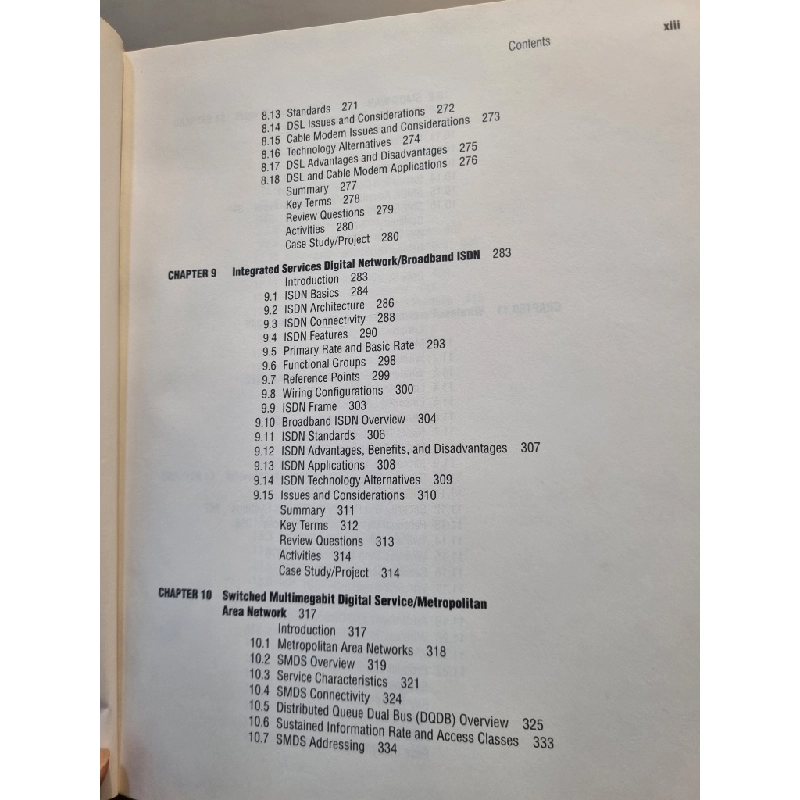 Contents xiii
8.13 Standards 271
8.14 DSL Issues and Considerations 272
8.15 Cable Modem Issues and Considerations 273
8.16 Technology Alternatives 274
8.17 DSL Advantages and Disadvantages 275
8.18 DSL and Cable Modem Applications 276
Summary 277
Key Terms 278
Review Questions 279
Activities 280
Case Study/Project 280
CHAPTER 9 Integrated Services Digital Network/Broadband ISDN 283
Introduction 283
9.1 ISDN Basics 284
9.2 ISDN Architecture 286
9.3 ISDN Connectivity 288
9.4 ISDN Features 290
9.5 Primary Rate and Basic Rate 293
9.6 Functional Groups 298
9.7 Reference Points 299
9.8 Wiring Configurations 300
9.9 ISDN Frame 303
9.10 Broadband ISDN Overview 304
9.11 ISDN Standards 306
9.12 ISDN Advantages, Benefits, and Disadvantages 307
9.13 ISDN Applications 308
9.14 ISDN Technology Alternatives 309
9.15 Issues and Considerations 310
Summary 311
Key Terms 312
Review Questions 313
Activities 314
Case Study/Project 314
CHAPTER 10 Switched Multimegabit Digital Service/Metropolitan
Area Network 317
Introduction 317
10.1 Metropolitan Area Networks 318
10.2 SMDS Overview 319
10.3 Service Characteristics 321
10.4 SMDS Connectivity 324
10.5 Distributed Queue Dual Bus (DQDB) Overview 325
10.6 Sustained Information Rate and Access Classes 333
10.7 SMDS Addressing 334